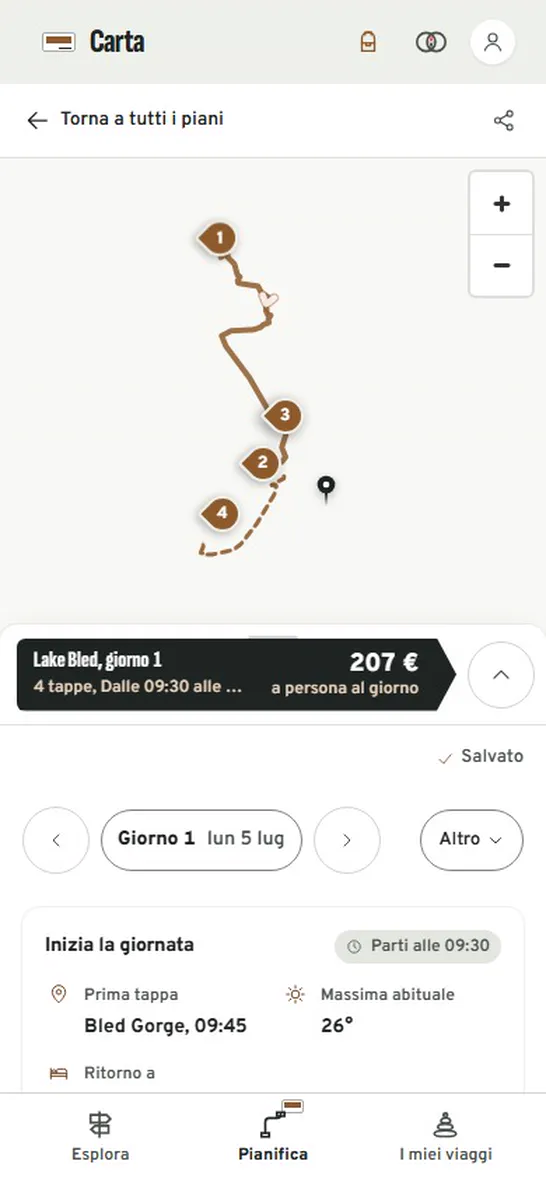 Carta
Torna a tutti i piani
+
−
1
3
2
4
Lake Bled, giorno 1
207 €
4 tappe, Dalle 09:30 alle ...
a persona al giorno
Salvato
Giorno 1 lun 5 lug
Altro
Inizia la giornata
Parti alle 09:30
Prima tappa
Massima abituale
Bled Gorge, 09:45
26°
Ritorno a
Esplora
Pianifica
I miei viaggi